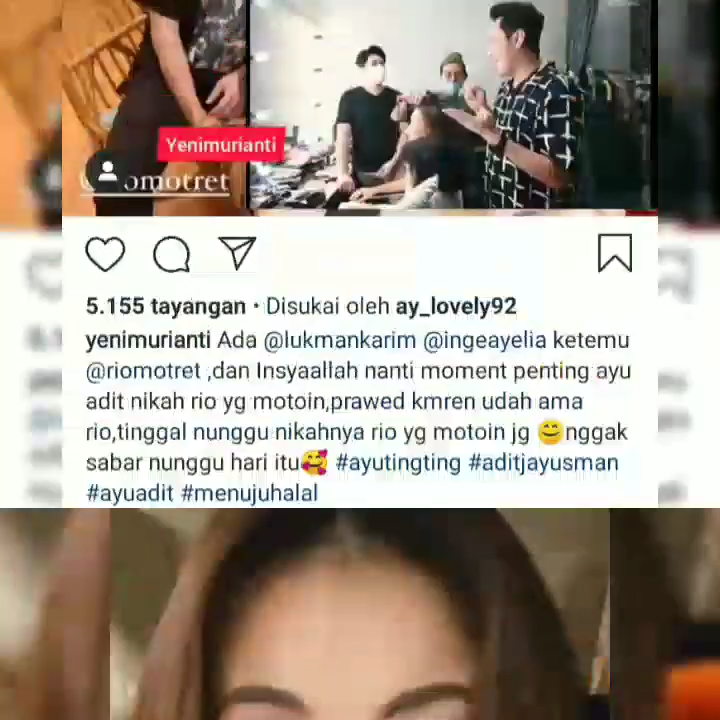 Yenimurianti
omotret
5.155 tayangan • Disukai oleh ay_lovely92
yenimurianti Ada @lukmankarim @ingeayelia ketemu
@riomotret ,dan Insyaallah nanti moment penting ayu
adit nikah rio yg motoin,prawed kmren udah ama
rio,tinggal nunggu nikahnya rio yg motoin jg 😊nggak
sabar nunggu hari itu🥰 #ayutingting #aditjayusman
#ayuadit #menujuhalal